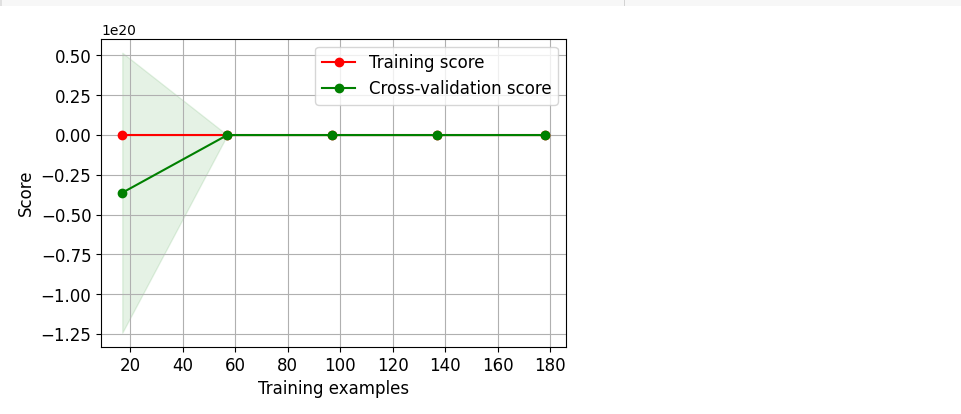 1e20
0.50
0.25
0.00
−0.25
−0.50
−0.75
−1.00
−1.25
Score
Training score
Cross-validation score
20 40 60 80 100 120 140 160 180
Training examples